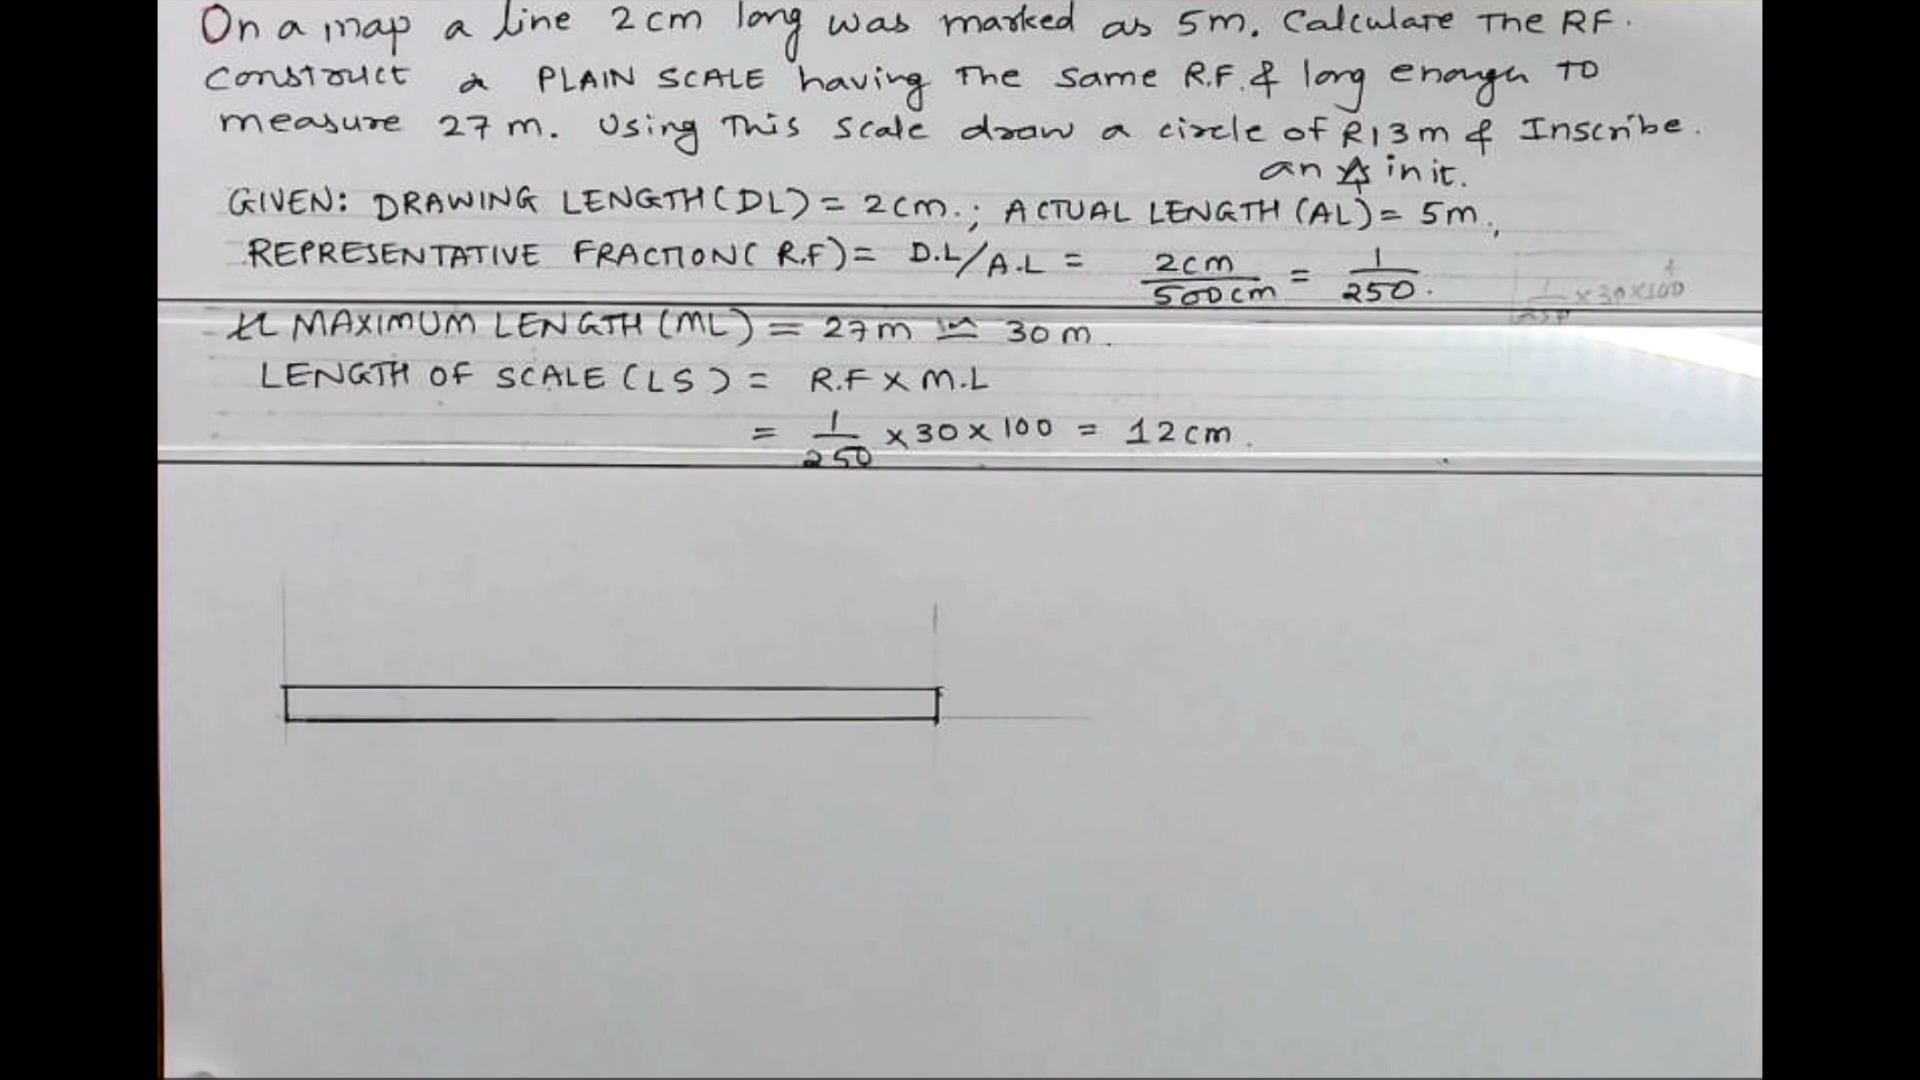 On a map a line 2cm long was marked as 5m. Calculate The RF.
Construct a PLAIN SCALE having The same R.F. & long enough TO
measure 27 m. Using This scale draw a circle of R13m & Inscribe.
an in it.
GIVEN: DRAWING LENGTH(DL) = 2cm.; ACTUAL LENGTH (AL) = 5m.,
REPRESENTATIVE FRACTION( R.F) = D.L/A.L = 2cm/500cm = 1/250.
MAXIMUM LENGTH (ML) = 27m ≃ 30 m.
x30x100
LENGTH OF SCALE (LS) = R.F x M.L
= 1/250 x 30 x 100 = 12cm.